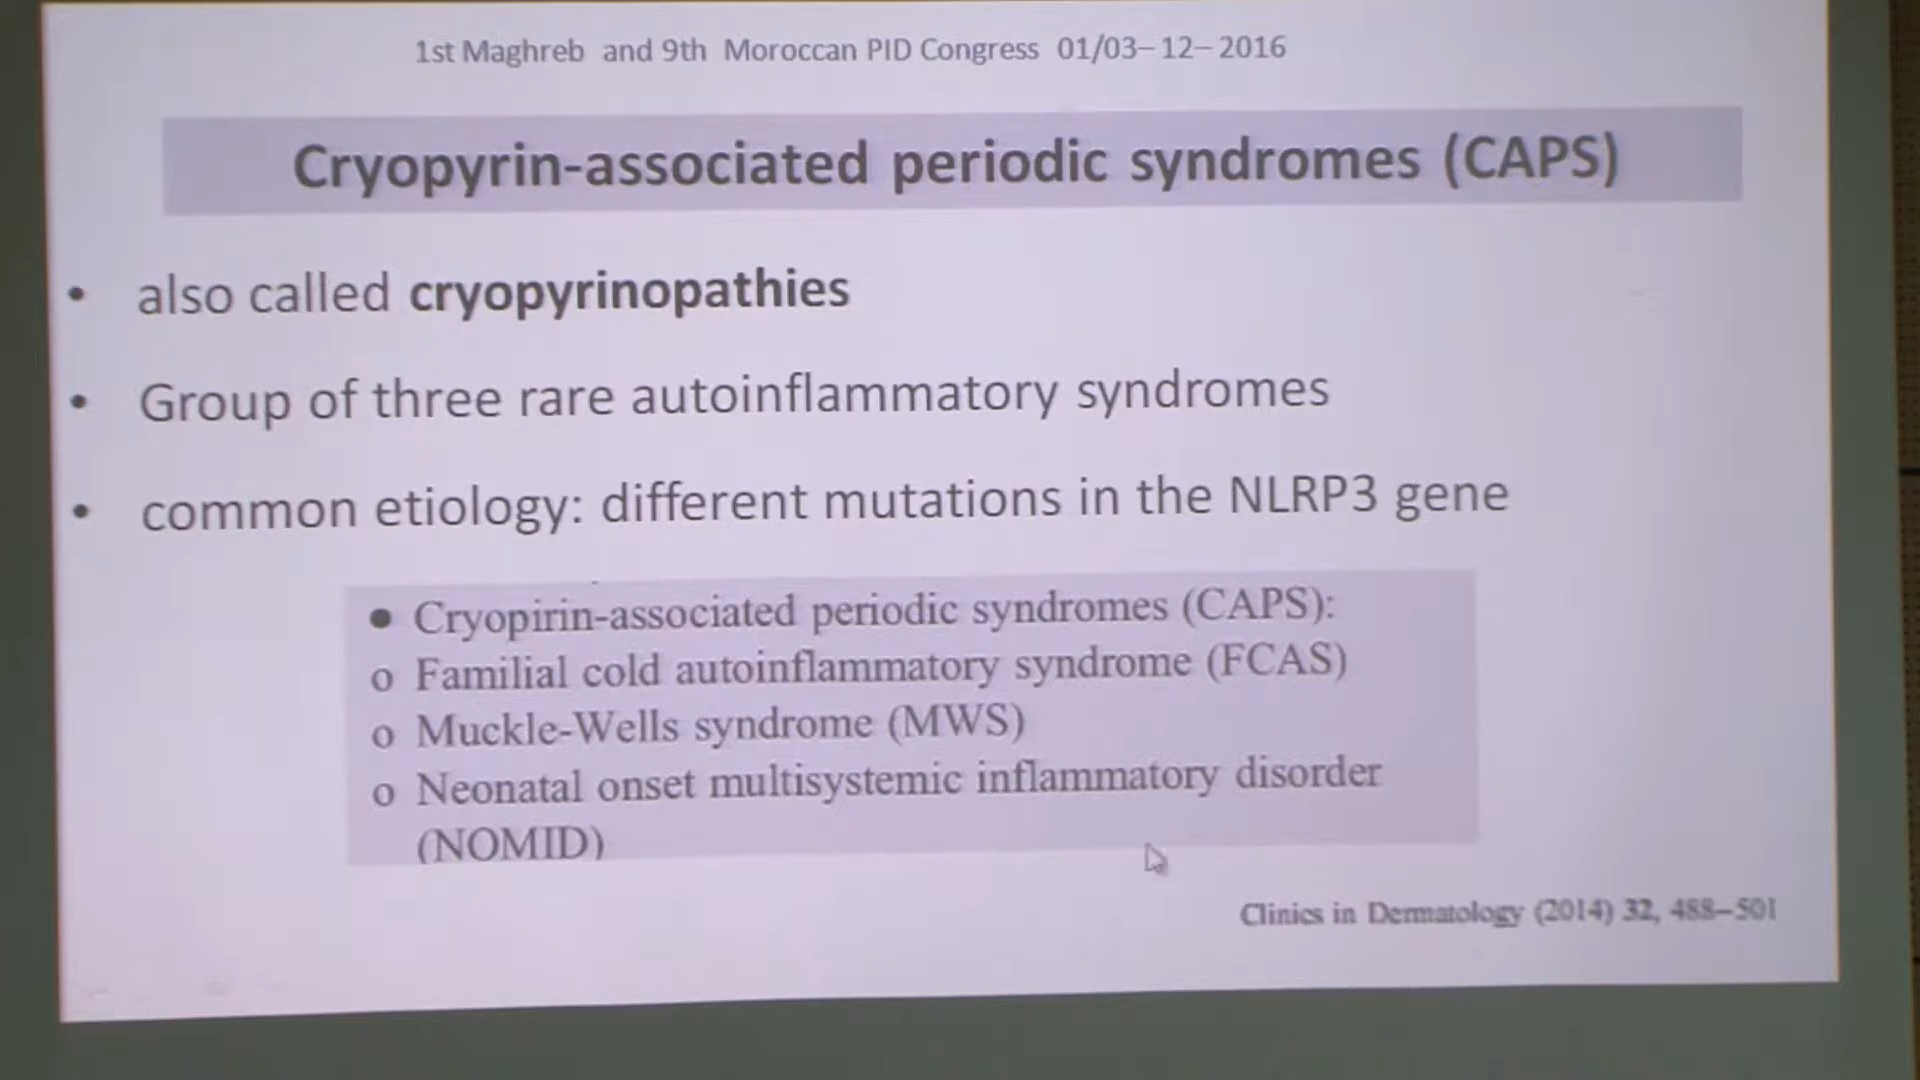 1st Maghreb and 9th Moroccan PID Congress 01/03–12–2016
Cryopyrin-associated periodic syndromes (CAPS)
• also called cryopyrinopathies
• Group of three rare autoinflammatory syndromes
• common etiology: different mutations in the NLRP3 gene
• Cryopirin-associated periodic syndromes (CAPS):
o Familial cold autoinflammatory syndrome (FCAS)
o Muckle-Wells syndrome (MWS)
o Neonatal onset multisystemic inflammatory disorder
(NOMID)
Clinics in Dermatology (2014) 32, 488–501